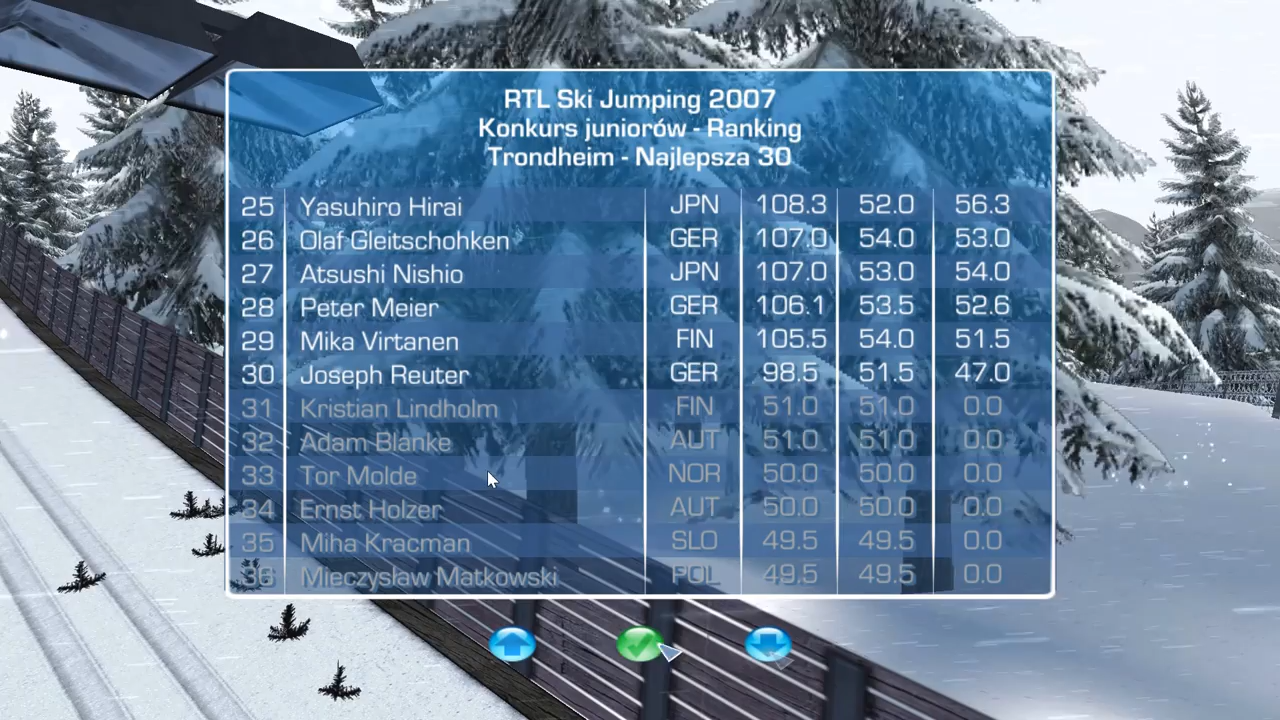 RTL Ski Jumping 2007
Konkurs juniorów - Ranking
Trondheim - Najlepsza 30
25 Yasuhiro Hirai JPN 108.3 52.0 56.3
26 Olaf Gleitschohken GER 107.0 54.0 53.0
27 Atsushi Nishio JPN 107.0 53.0 54.0
28 Peter Meier GER 106.1 53.5 52.6
29 Mika Virtanen FIN 105.5 54.0 51.5
30 Joseph Reuter GER 98.5 51.5 47.0
31 Kristian Lindholm FIN 51.0 51.0 0.0
32 Adam Blanke AUT 51.0 51.0 0.0
33 Tor Molde NOR 50.0 50.0 0.0
34 Ernst Holzer AUT 50.0 50.0 0.0
35 Miha Kracman SLO 49.5 49.5 0.0
36 Mieczysław Matkowski POL 49.5 49.5 0.0